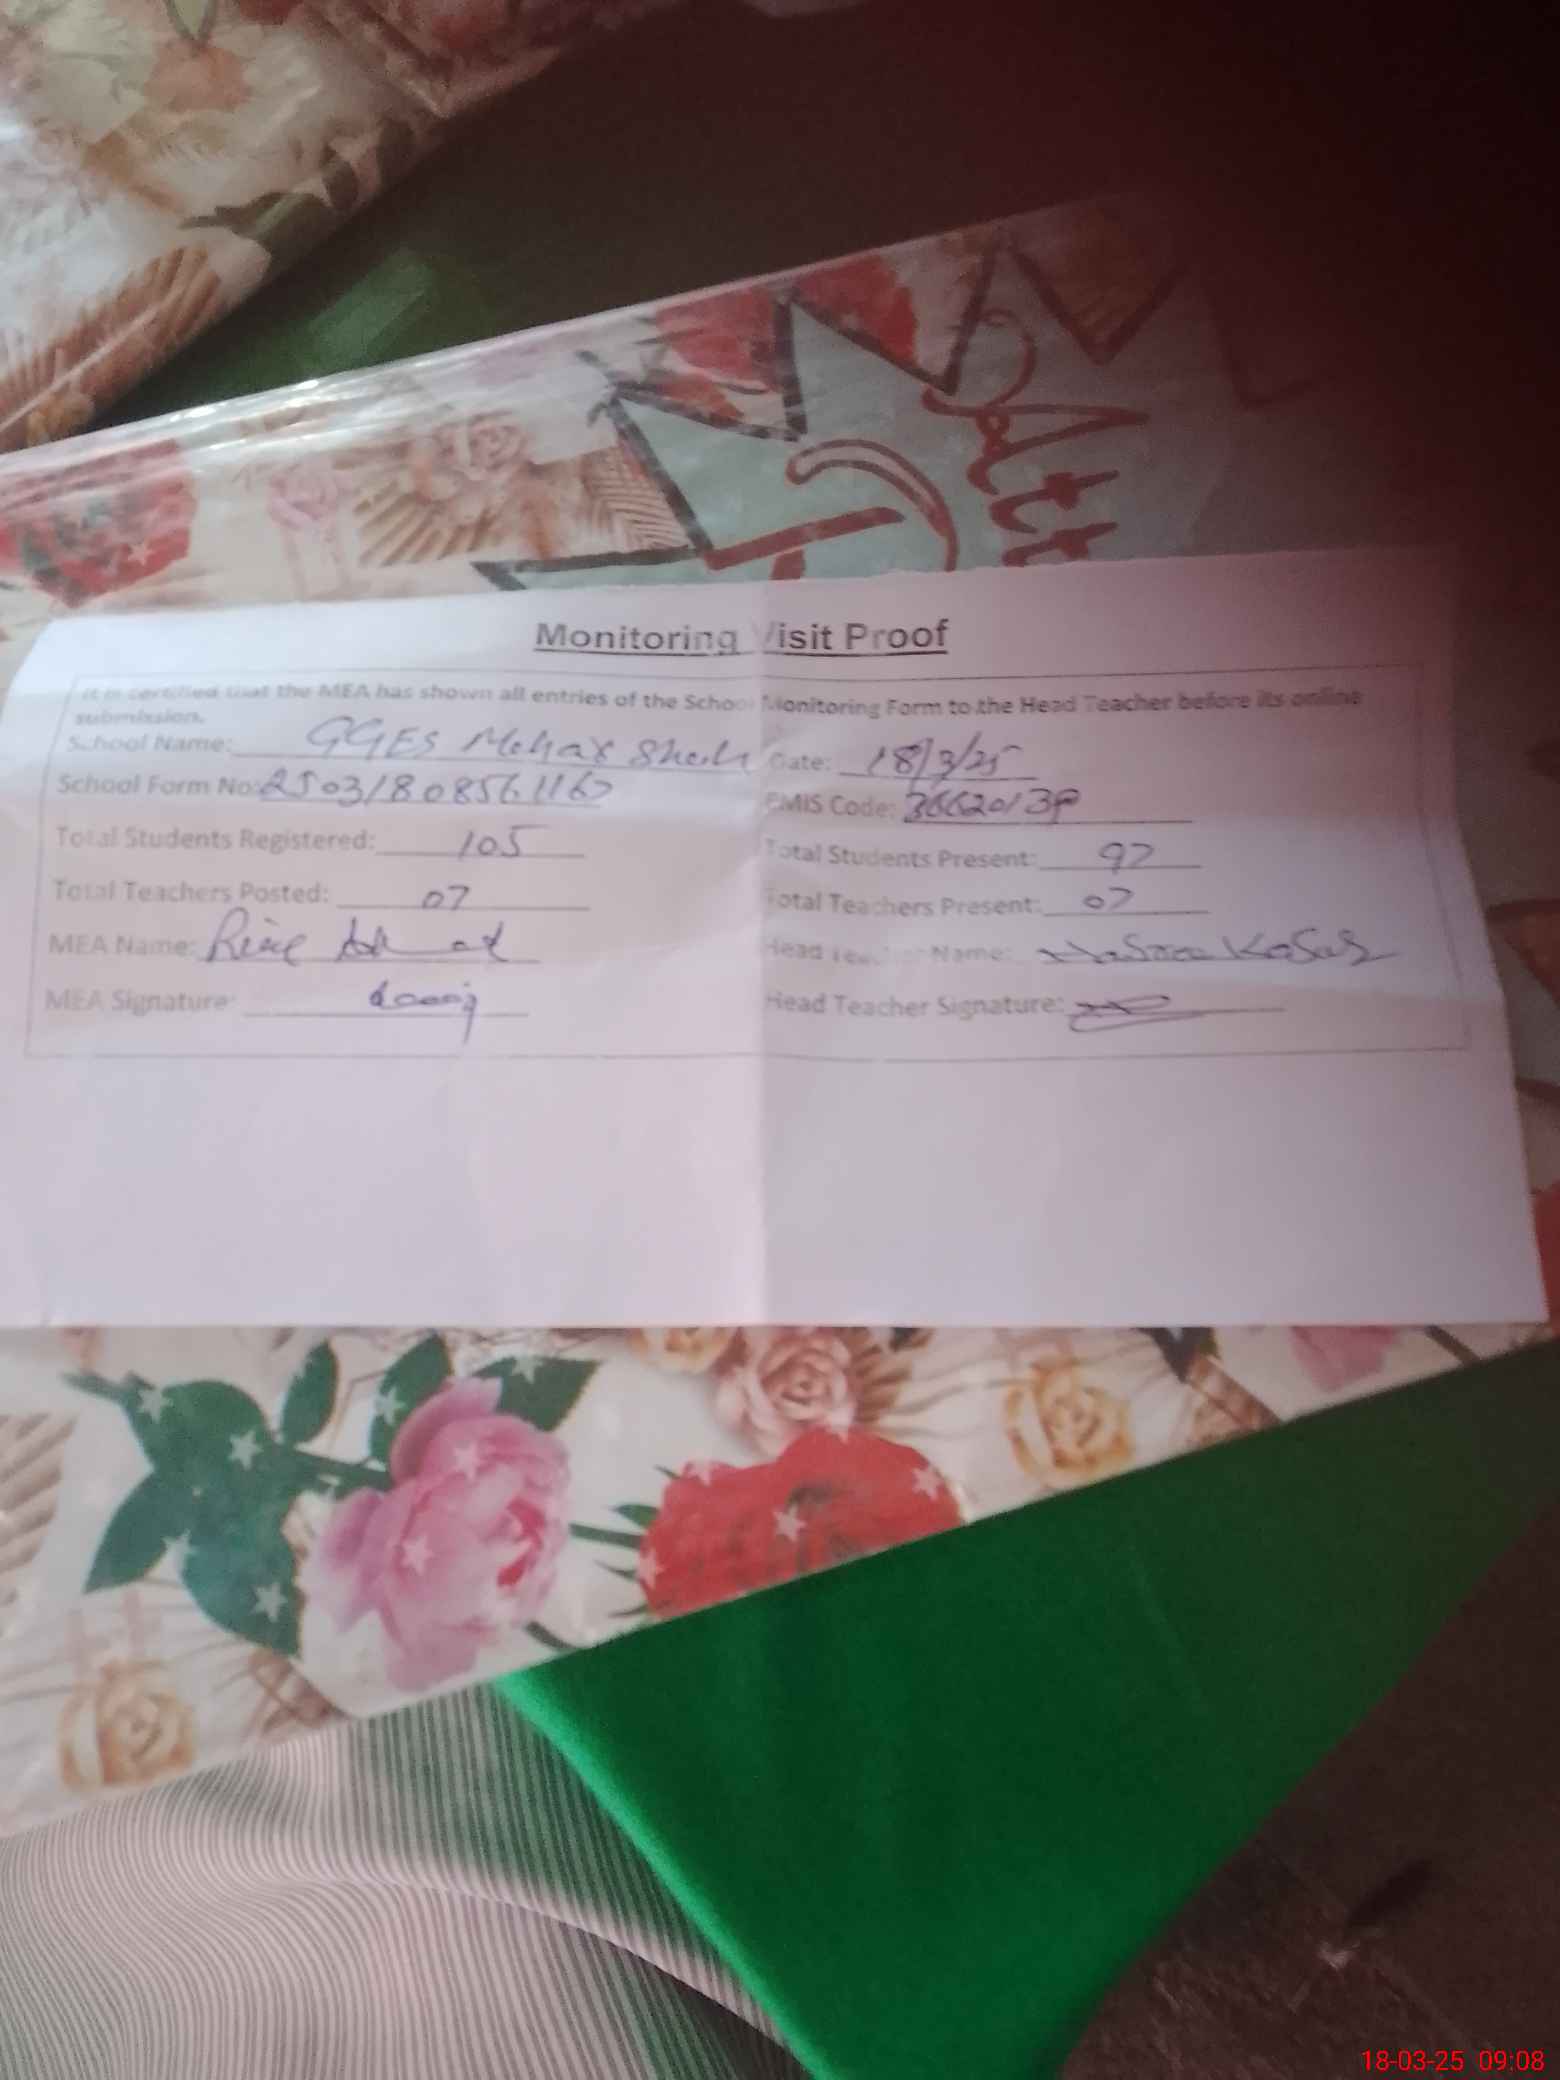 Monitoring Visit Proof
It is certified that the MEA has shown all entries of the School Monitoring Form to the Head Teacher before its online
submission.
School Name: GGES Mehar Shah Date: 18/3/25
School Form No: EMIS Code:
Total Students Registered: 105 Total Students Present: 97
Total Teachers Posted: 07 Total Teachers Present: 07
MEA Name: Head Teacher Name: Kosar
MEA Signature: Head Teacher Signature:
18-03-25 09:08